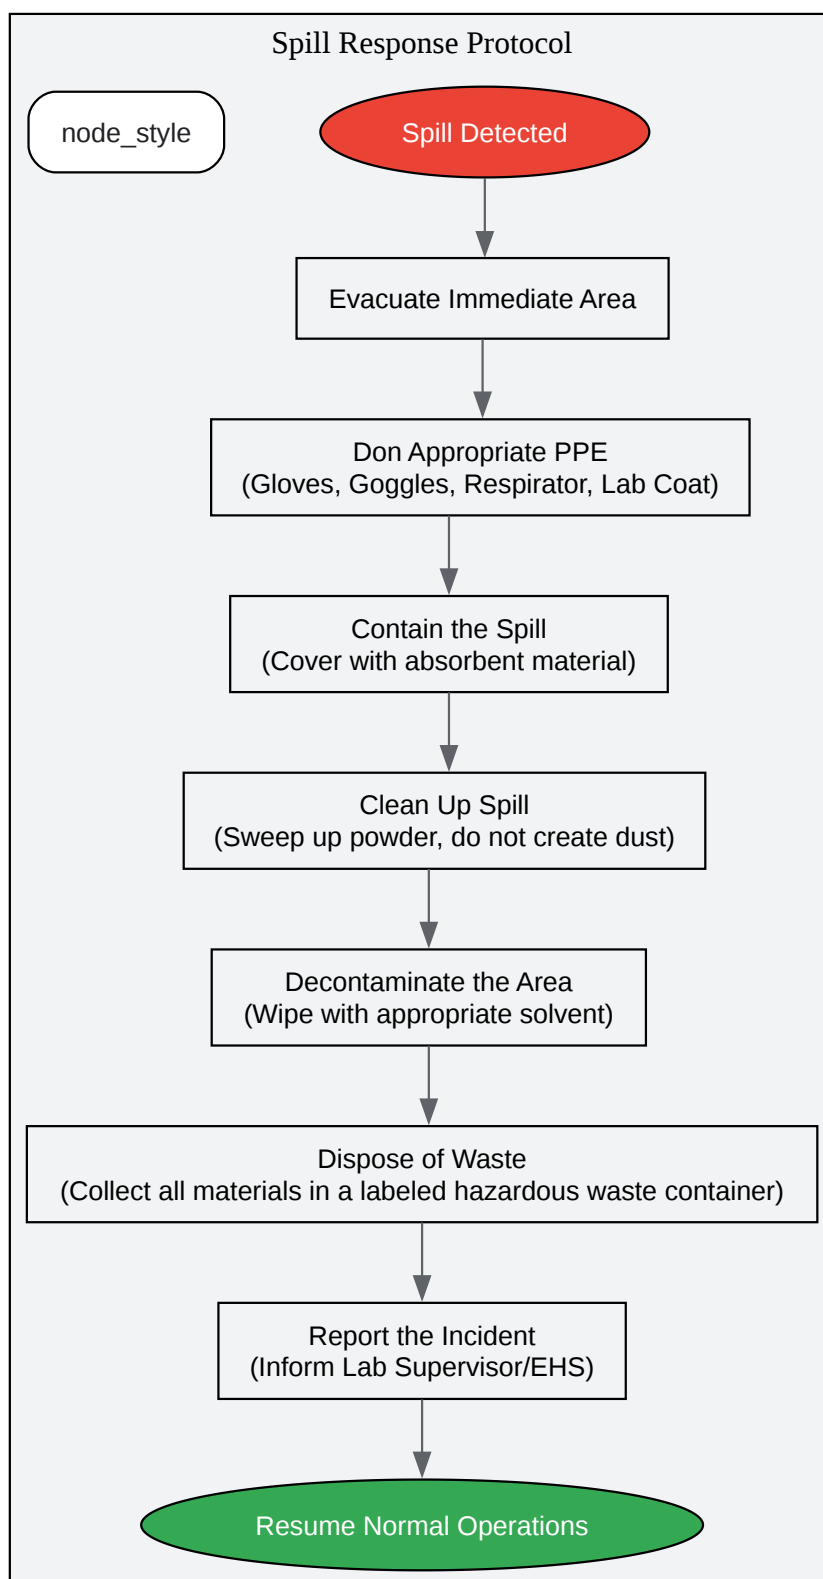 Spill Response Protocol
node_style
Spill Detected
Evacuate Immediate Area
Don Appropriate PPE
(Gloves, Goggles, Respirator, Lab Coat)
Contain the Spill
(Cover with absorbent material)
Clean Up Spill
(Sweep up powder, do not create dust)
Decontaminate the Area
(Wipe with appropriate solvent)
Dispose of Waste
(Collect all materials in a labeled hazardous waste container)
Report the Incident
(Inform Lab Supervisor/EHS)
Resume Normal Operations